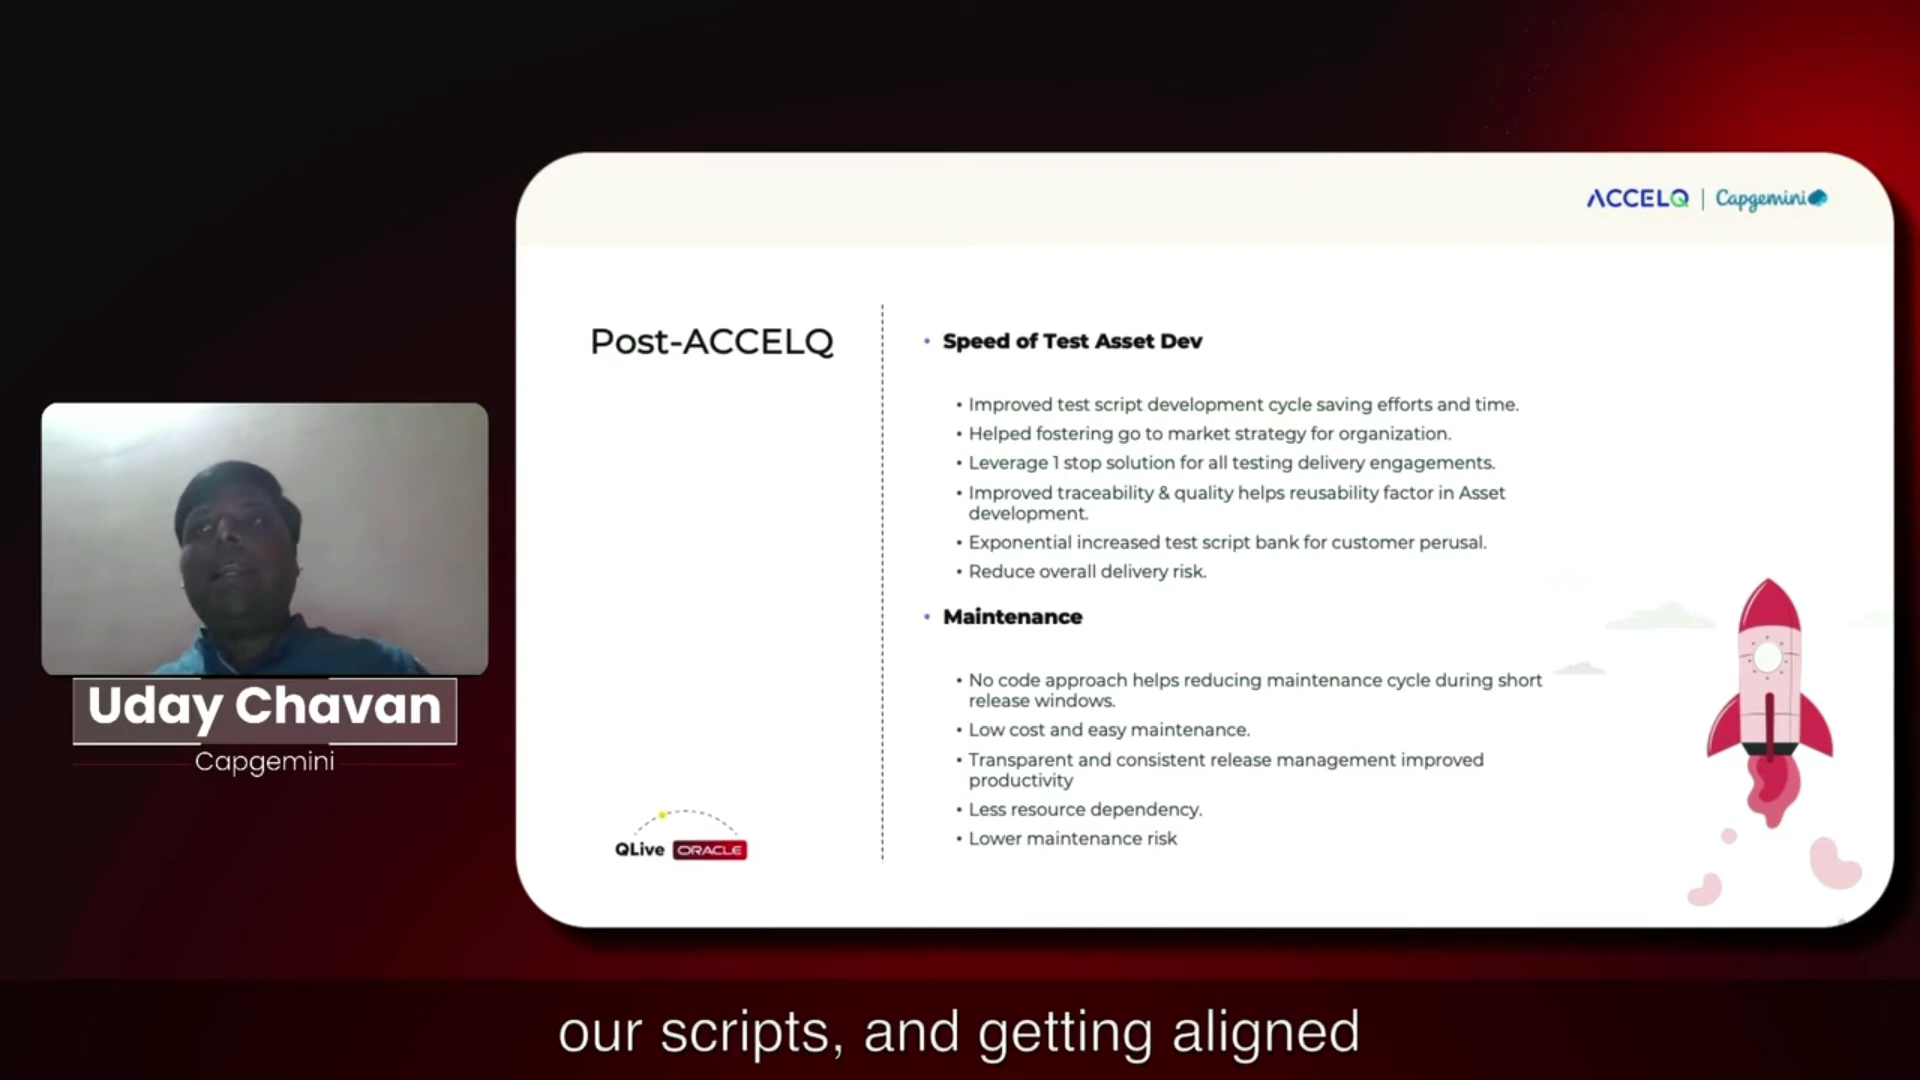 ACCELQ | Capgemini
Post-ACCELQ
• Speed of Test Asset Dev
• Improved test script development cycle saving efforts and time.
• Helped fostering go to market strategy for organization.
• Leverage 1 stop solution for all testing delivery engagements.
• Improved traceability & quality helps reusability factor in Asset
development.
• Exponential increased test script bank for customer perusal.
• Reduce overall delivery risk.
• Maintenance
• No code approach helps reducing maintenance cycle during short
release windows.
• Low cost and easy maintenance.
• Transparent and consistent release management improved
productivity
• Less resource dependency.
• Lower maintenance risk
QLive ORACLE
Uday Chavan
Capgemini
our scripts, and getting aligned